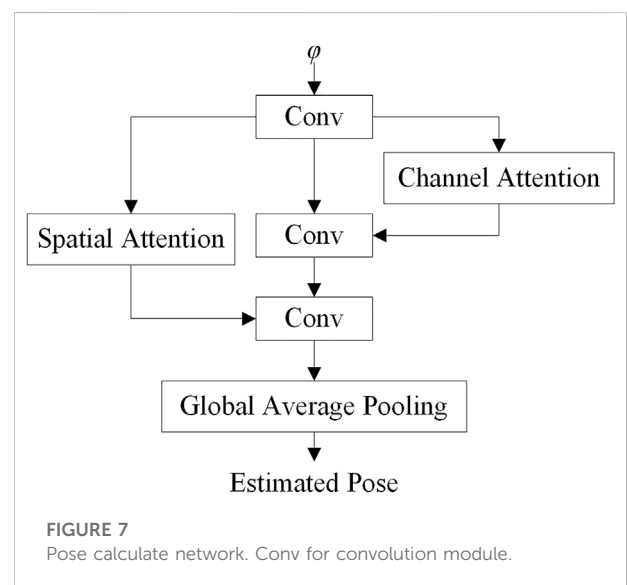 φ
Conv
Channel Attention
Spatial Attention
Conv
Conv
Global Average Pooling
Estimated Pose
FIGURE 7
Pose calculate network. Conv for convolution module.